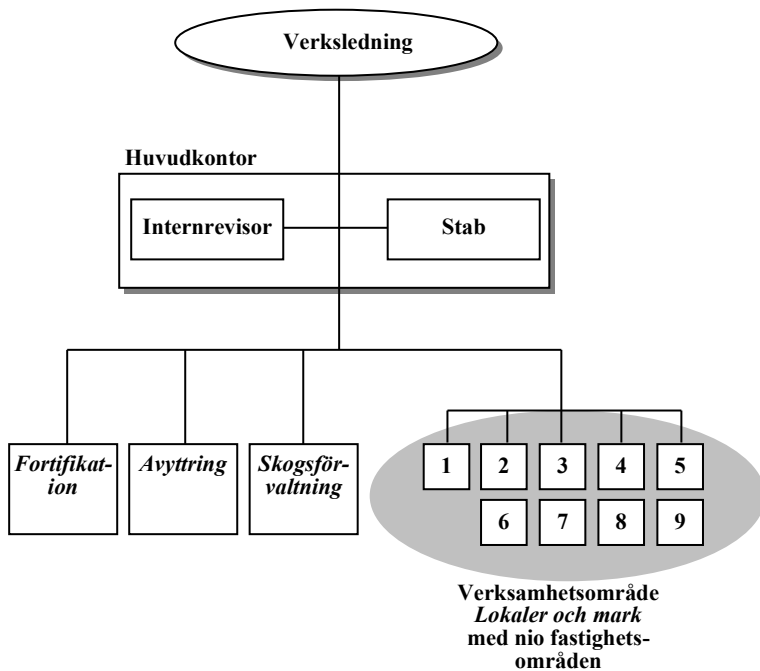 Verksledning
Huvudkontor
Internrevisor
Stab
Fortifikat-
ion
Avyttring
Skogsför-
valtning
1 2 3 4 5
6 7 8 9
Verksamhetsområde
Lokaler och mark
med nio fastighets-
områden